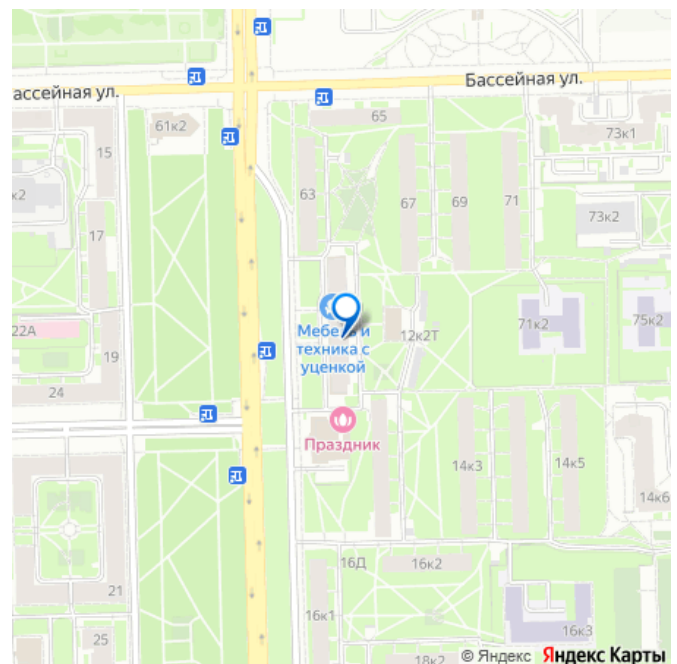 Бассейная ул.
ассейная ул.
65
61к2
73к1
15
к2
63
67
69
71
73к2
17
Мебель и
техника с
уценкой
12к2Т
71к2
75к2
22А
19
24
Праздник
14к3
14к5
14к6
16Д
16к2
21
16к1
16к3
25
18к2
© Яндекс Яндекс Карты